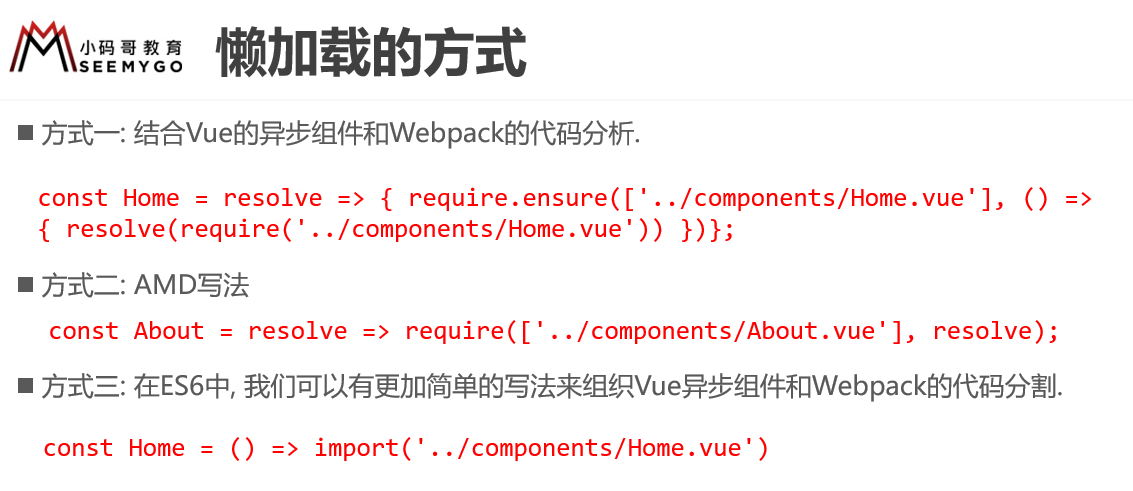 小码哥教育
SEEMYGO
懒加载的方式
方式一: 结合Vue的异步组件和Webpack的代码分析.
const Home = resolve => { require.ensure(['../components/Home.vue'], () =>
{ resolve(require('../components/Home.vue')) })};
方式二: AMD写法
const About = resolve => require(['../components/About.vue'], resolve);
方式三: 在ES6中, 我们可以有更加简单的写法来组织Vue异步组件和Webpack的代码分割.
const Home = () => import('../components/Home.vue')